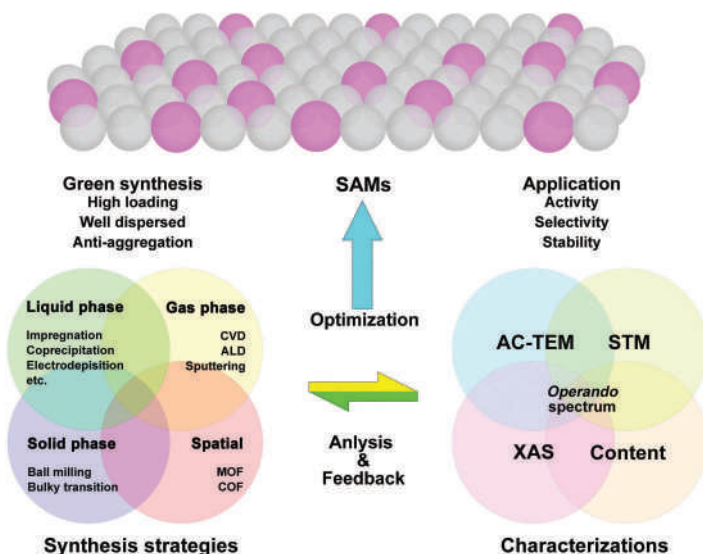 Green synthesis
High loading
Well dispersed
Anti-aggregation
SAMs
Application
Activity
Selectivity
Stability
Liquid phase
Impregnation
Coprecipitation
Electrodepisition
etc.
Gas phase
CVD
ALD
Sputtering
Solid phase
Ball milling
Bulky transition
Spatial
MOF
COF
Synthesis strategies
Optimization
Anlysis
&
Feedback
AC-TEM
STM
Operando
spectrum
XAS
Content
Characterizations